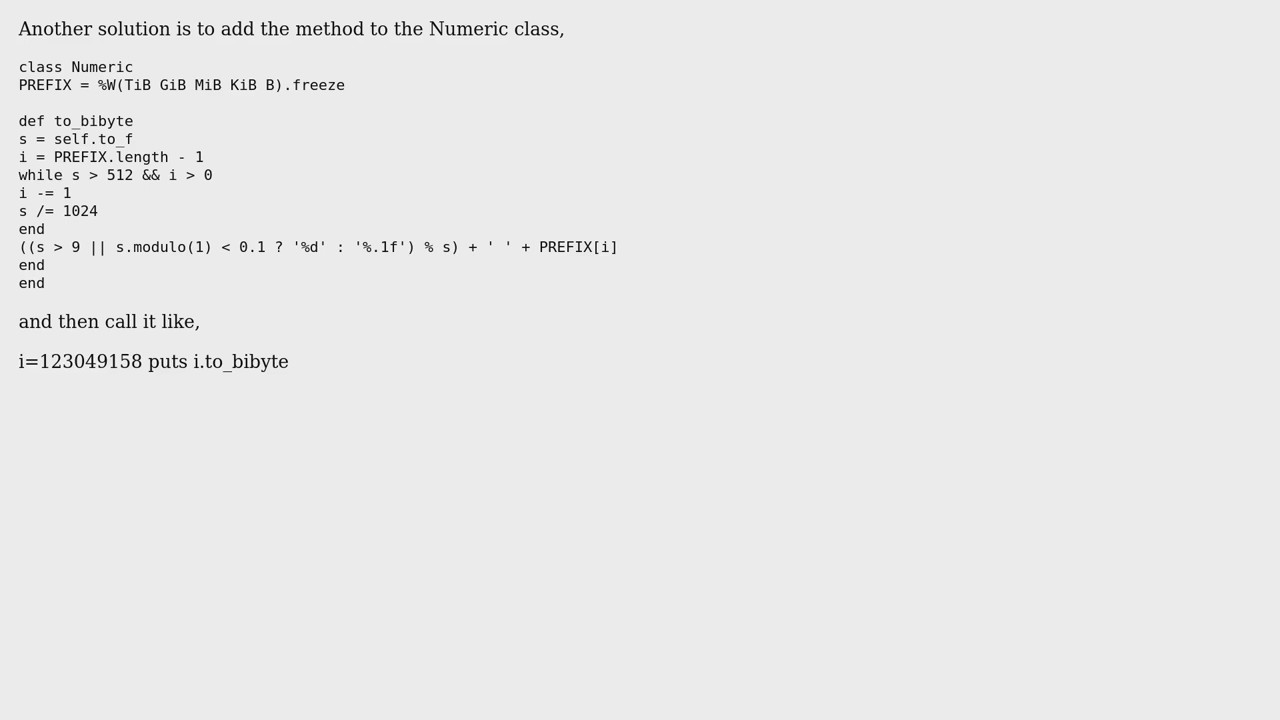 Another solution is to add the method to the Numeric class,
class Numeric
PREFIX = %W(TiB GiB MiB KiB B).freeze
def to_bibyte
s = self.to_f
i = PREFIX.length - 1
while s > 512 && i > 0
i -= 1
s /= 1024
end
((s > 9 || s.modulo(1) < 0.1 ? '%d' : '%.1f') % s) + ' ' + PREFIX[i]
end
end
and then call it like,
i=123049158 puts i.to_bibyte